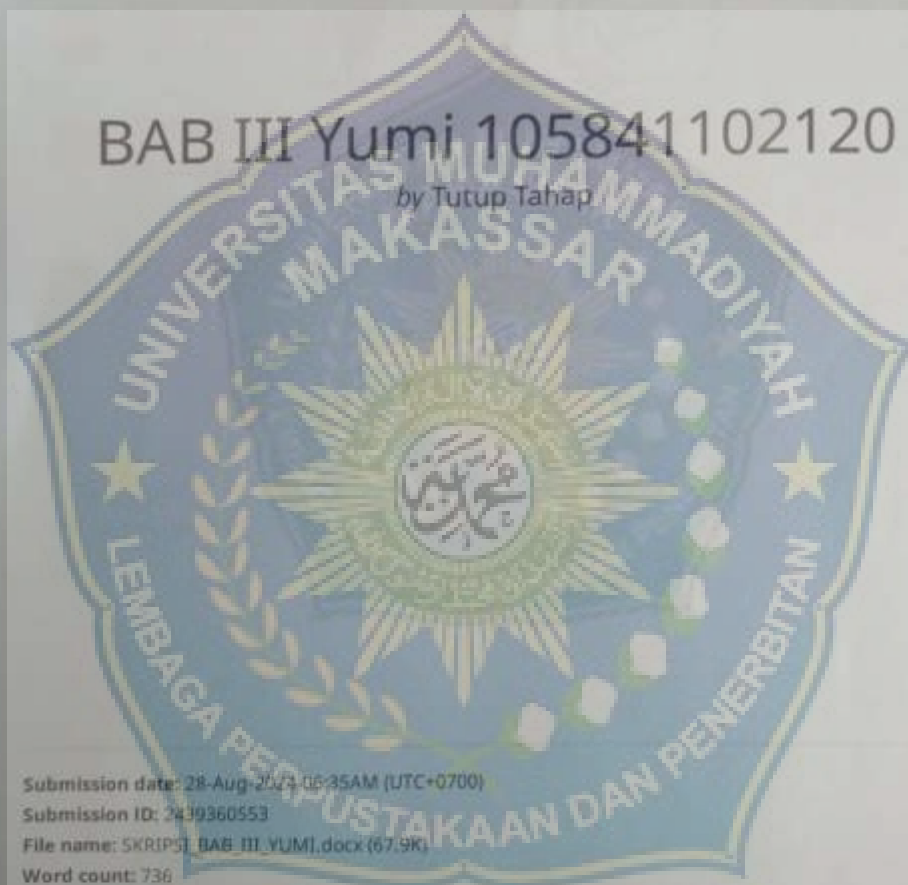 BAB III Yumi 105841102120
by Tutup Tahap
UNIVERSITAS MUHAMMADIYAH
MAKASSAR
محمد
LEMBAGA PERPUSTAKAAN DAN PENERBITAN
Submission date: 28-Aug-2024 06:35AM (UTC+0700)
Submission ID: 2439360553
File name: SKRIPSI_BAB_III_YUMI.docx (67.9K)
Word count: 736